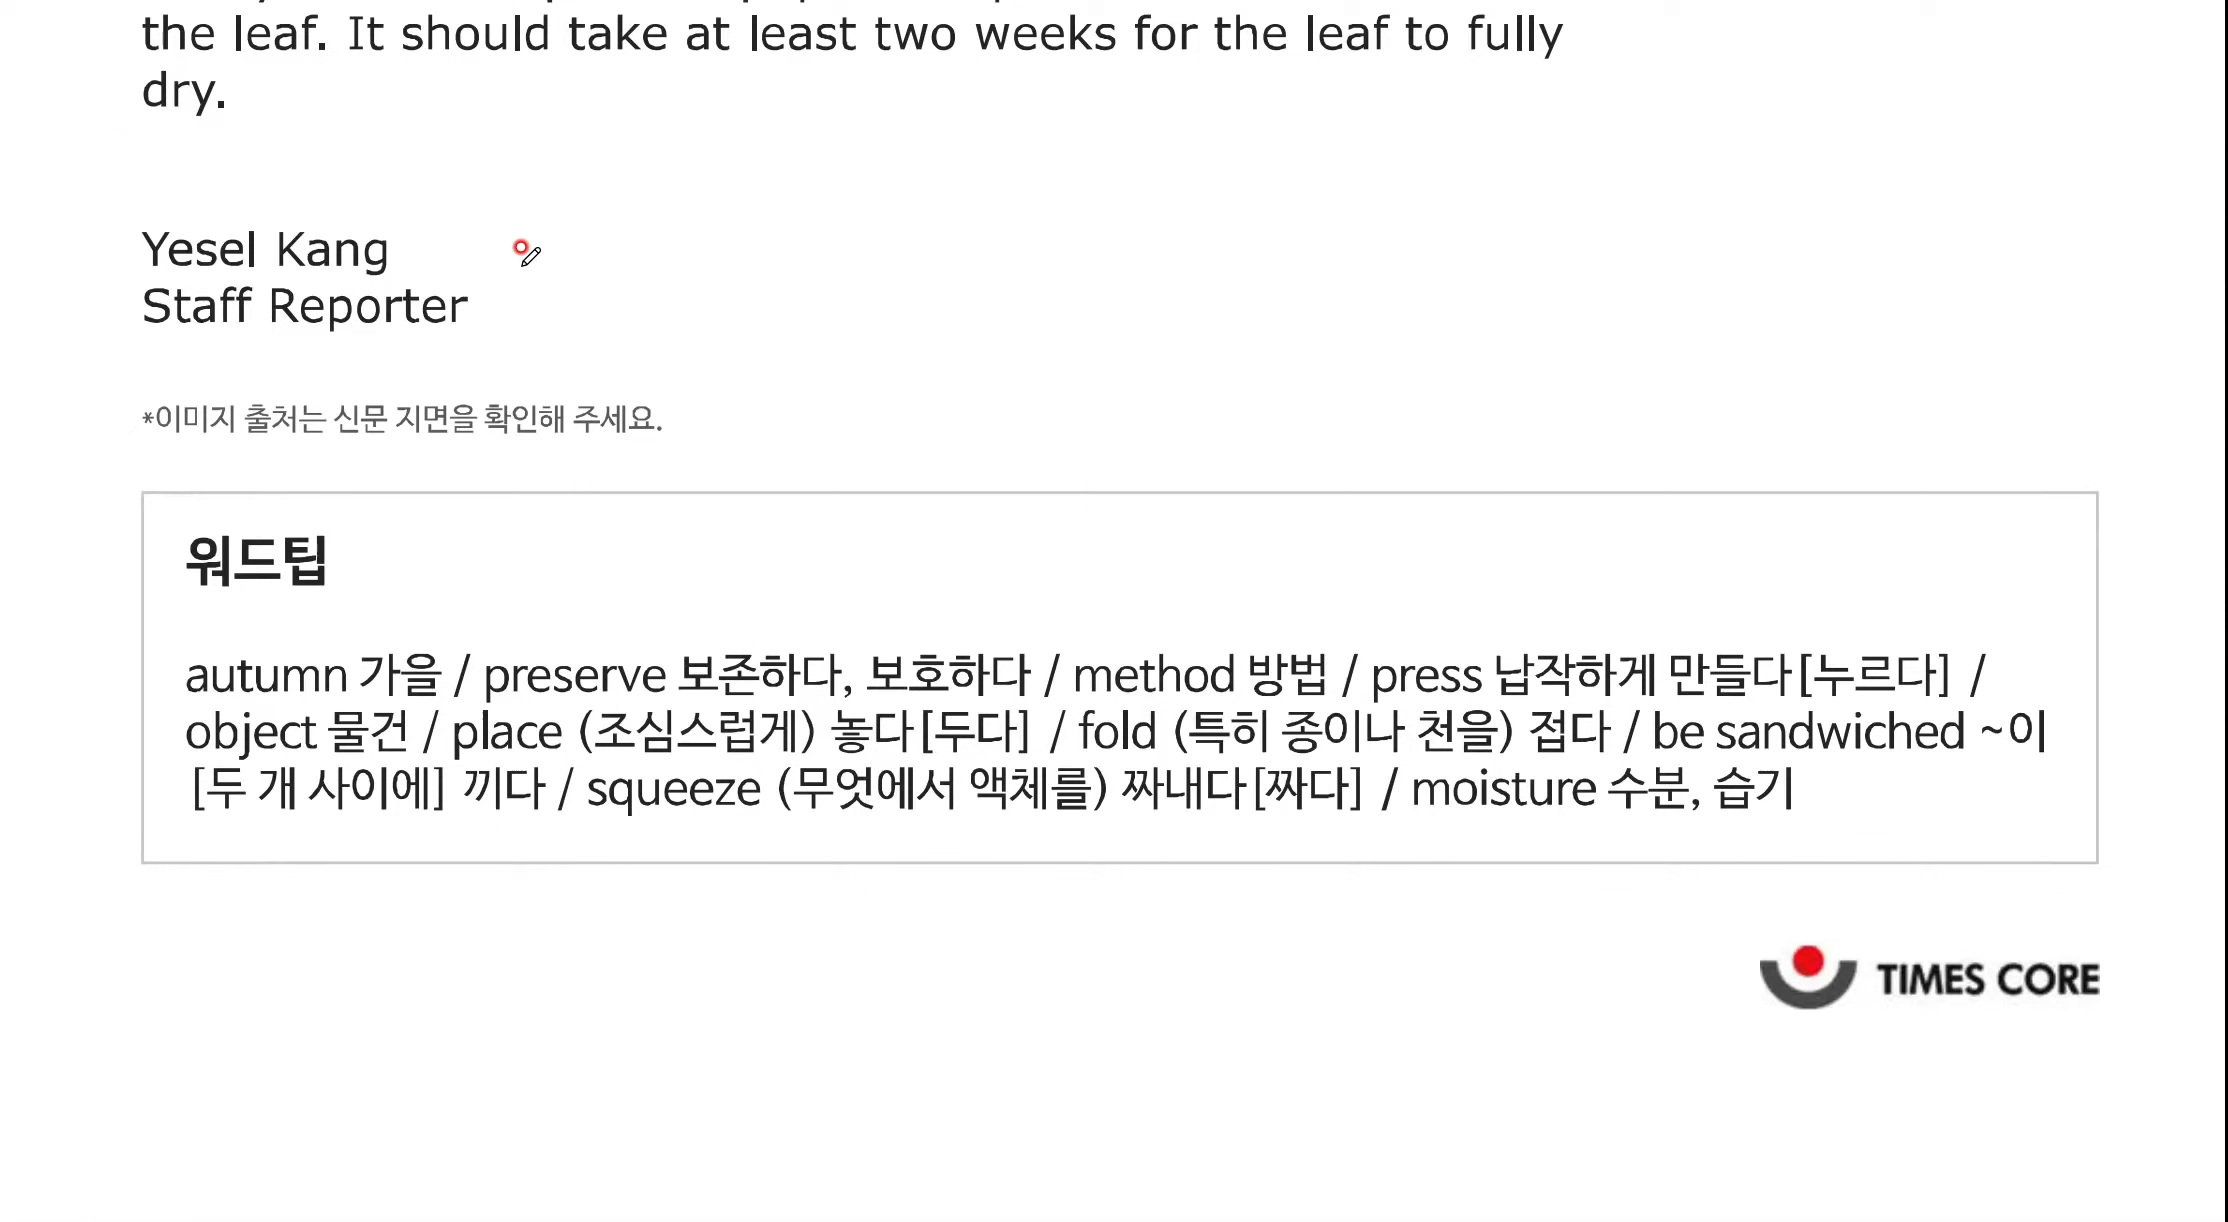 the leaf. It should take at least two weeks for the leaf to fully
dry.
Yesel Kang
Staff Reporter
*이미지 출처는 신문 지면을 확인해 주세요.
워드팁
autumn 가을 / preserve 보존하다, 보호하다 / method 방법 / press 납작하게 만들다[누르다] /
object 물건 / place (조심스럽게) 놓다[두다] / fold (특히 종이나 천을) 접다 / be sandwiched ~이
[두 개 사이에] 끼다 / squeeze (무엇에서 액체를) 짜내다[짜다] / moisture 수분, 습기
TIMES CORE